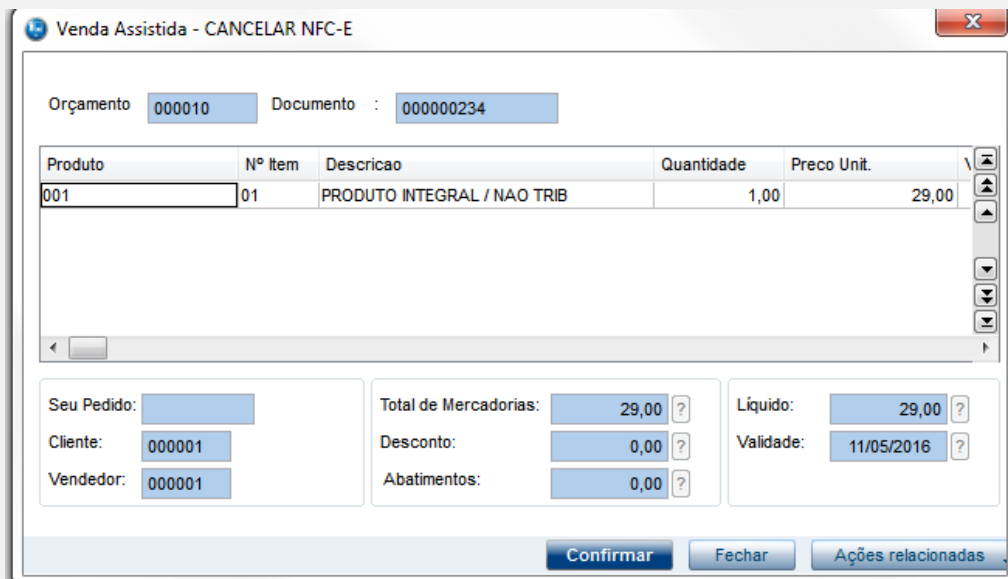 Venda Assistida - CANCELAR NFC-E
Orçamento 000010 Documento : 000000234
Produto Nº Item Descricao Quantidade Preco Unit.
001 01 PRODUTO INTEGRAL / NAO TRIB 1,00 29,00
Seu Pedido: Total de Mercadorias: 29,00 ? Líquido: 29,00 ?
Cliente: 000001 Desconto: 0,00 ? Validade: 11/05/2016 ?
Vendedor: 000001 Abatimentos: 0,00 ?
Confirmar Fechar Ações relacionadas